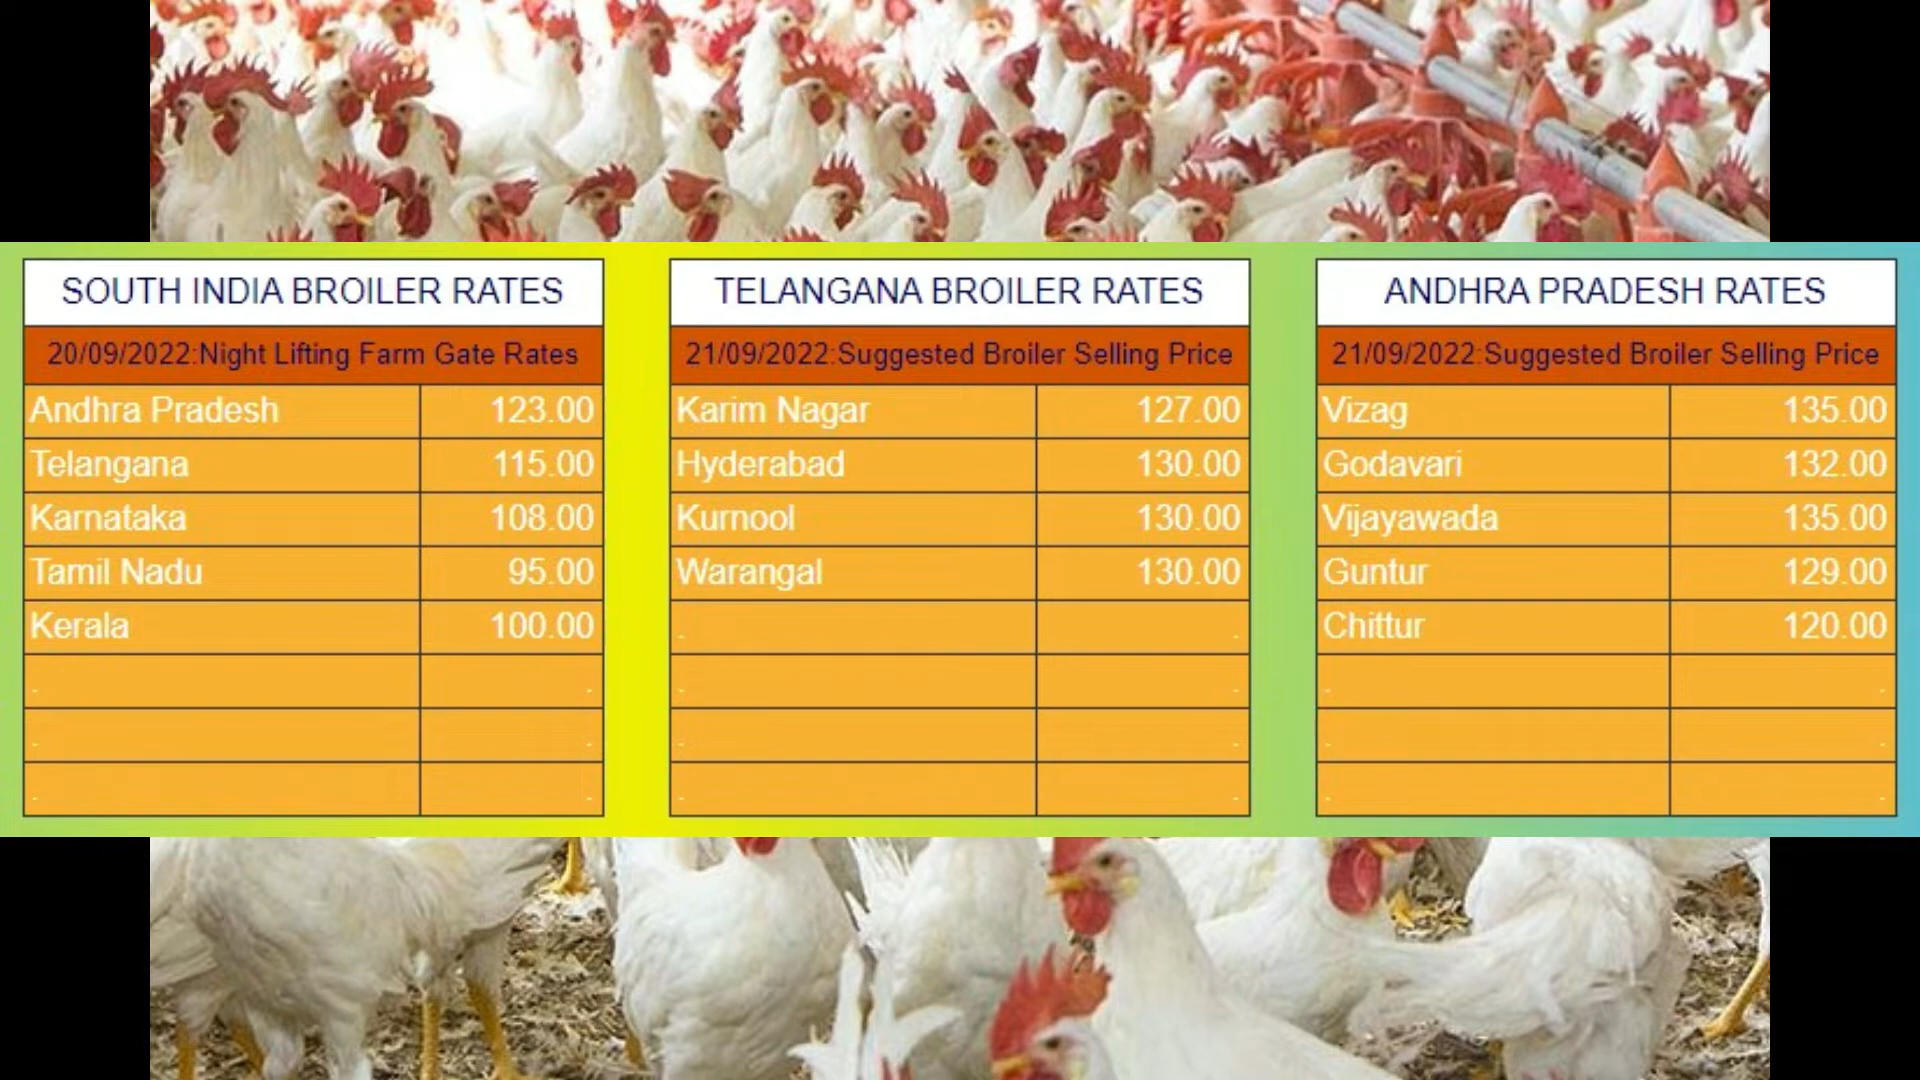 SOUTH INDIA BROILER RATES
20/09/2022:Night Lifting Farm Gate Rates
Andhra Pradesh 123.00
Telangana 115.00
Karnataka 108.00
Tamil Nadu 95.00
Kerala 100.00
. .
. .
. .
TELANGANA BROILER RATES
21/09/2022:Suggested Broiler Selling Price
Karim Nagar 127.00
Hyderabad 130.00
Kurnool 130.00
Warangal 130.00
. .
. .
. .
. .
ANDHRA PRADESH RATES
21/09/2022:Suggested Broiler Selling Price
Vizag 135.00
Godavari 132.00
Vijayawada 135.00
Guntur 129.00
Chittur 120.00
. .
. .
. .